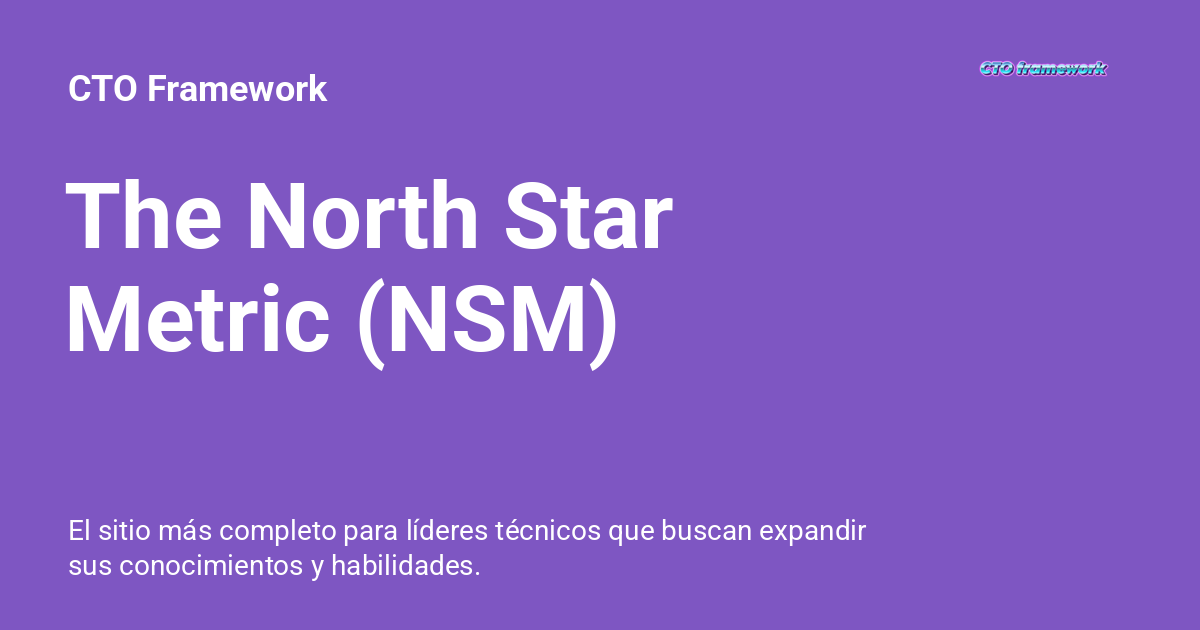 CTO Framework
CTO framework
The North Star
Metric (NSM)
El sitio más completo para líderes técnicos que buscan expandir
sus conocimientos y habilidades.